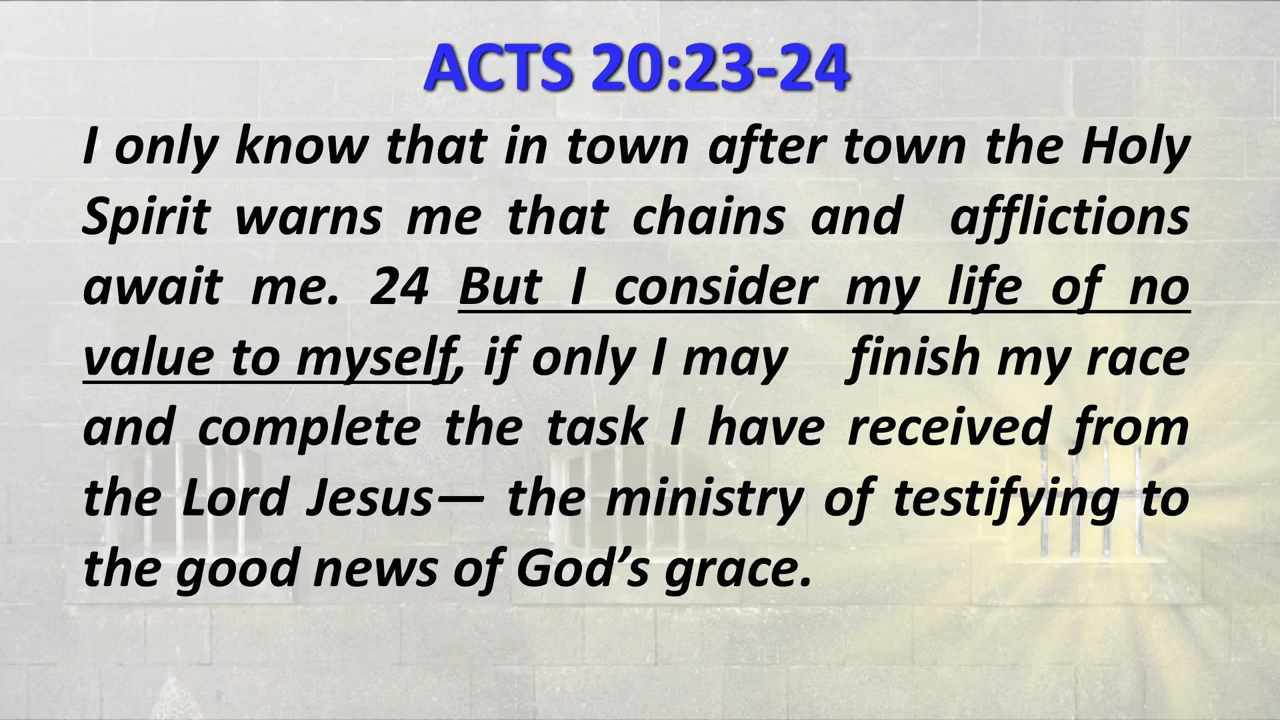 ACTS 20:23-24
I only know that in town after town the Holy
Spirit warns me that chains and afflictions
await me. 24 But I consider my life of no
value to myself, if only I may finish my race
and complete the task I have received from
the Lord Jesus— the ministry of testifying to
the good news of God’s grace.